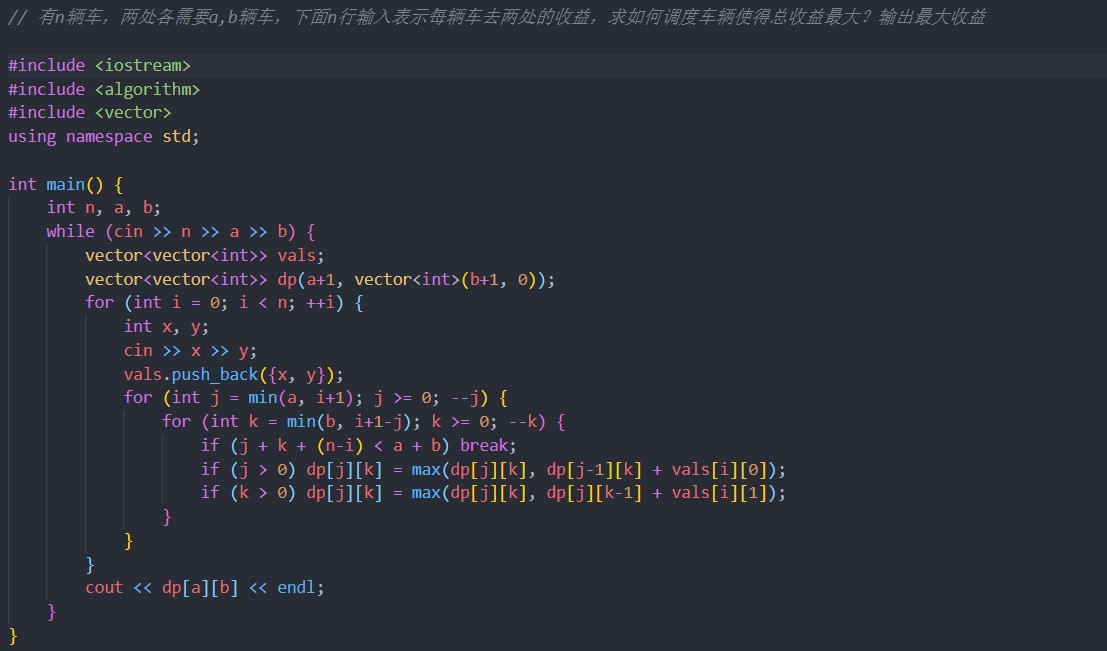 // 有n辆车，两处各需要a,b辆车，下面n行输入表示每辆车去两处的收益，求如何调度车辆使得总收益最大？输出最大收益
#include <iostream>
#include <algorithm>
#include <vector>
using namespace std;
int main() {
    int n, a, b;
    while (cin >> n >> a >> b) {
        vector<vector<int>> vals;
        vector<vector<int>> dp(a+1, vector<int>(b+1, 0));
        for (int i = 0; i < n; ++i) {
            int x, y;
            cin >> x >> y;
            vals.push_back({x, y});
            for (int j = min(a, i+1); j >= 0; --j) {
                for (int k = min(b, i+1-j); k >= 0; --k) {
                    if (j + k + (n-i) < a + b) break;
                    if (j > 0) dp[j][k] = max(dp[j][k], dp[j-1][k] + vals[i][0]);
                    if (k > 0) dp[j][k] = max(dp[j][k], dp[j][k-1] + vals[i][1]);
                }
            }
        }
        cout << dp[a][b] << endl;
    }
}